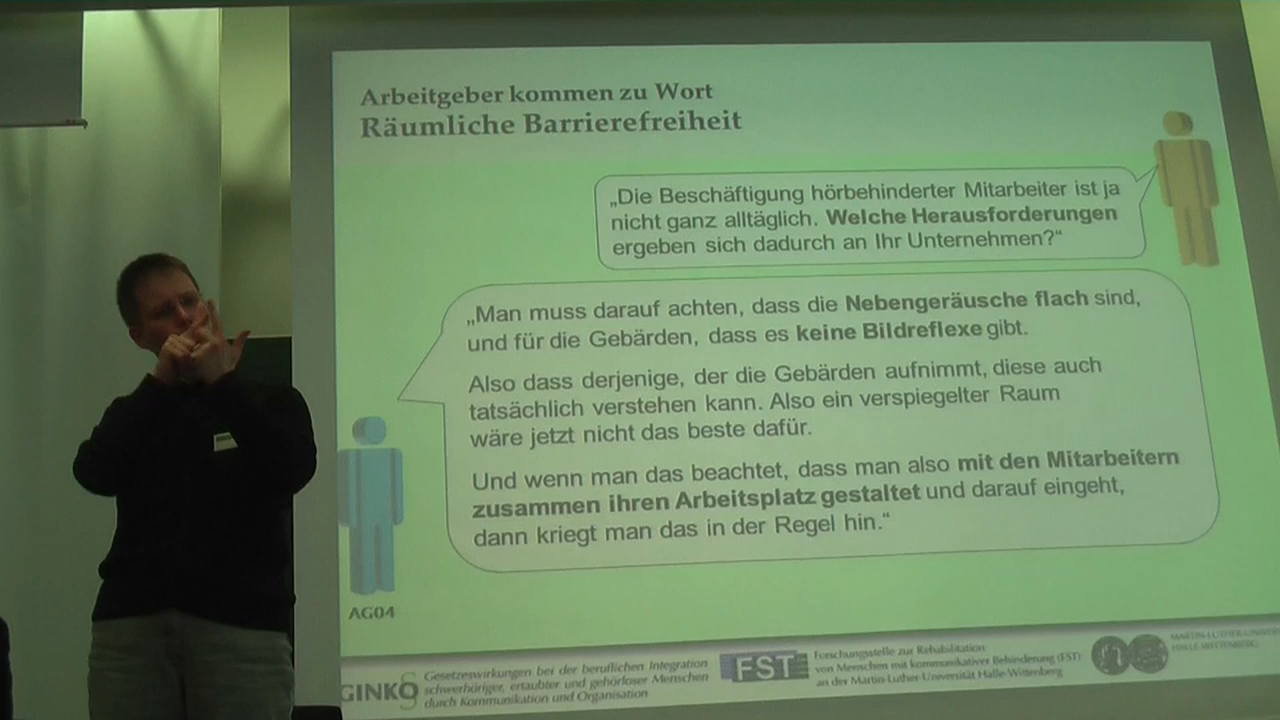 Arbeitgeber kommen zu Wort
Räumliche Barrierefreiheit
„Die Beschäftigung hörbehinderter Mitarbeiter ist ja
nicht ganz alltäglich. Welche Herausforderungen
ergeben sich dadurch an Ihr Unternehmen?“
„Man muss darauf achten, dass die Nebengeräusche flach sind,
und für die Gebärden, dass es keine Bildreflexe gibt.
Also dass derjenige, der die Gebärden aufnimmt, diese auch
tatsächlich verstehen kann. Also ein verspiegelter Raum
wäre jetzt nicht das beste dafür.
Und wenn man das beachtet, dass man also mit den Mitarbeitern
zusammen ihren Arbeitsplatz gestaltet und darauf eingeht,
dann kriegt man das in der Regel hin.“
AG04
GINKO
Gesetzeswirkungen bei der beruflichen Integration
schwerhöriger, ertaubter und gehörloser Menschen
durch Kommunikation und Organisation
FST
Forschungsstelle zur Rehabilitation
von Menschen mit kommunikativer Behinderung (FST)
an der Martin-Luther-Universität Halle-Wittenberg
MARTIN-LUTHER-UNIVER
HALLE-WITTENBERG